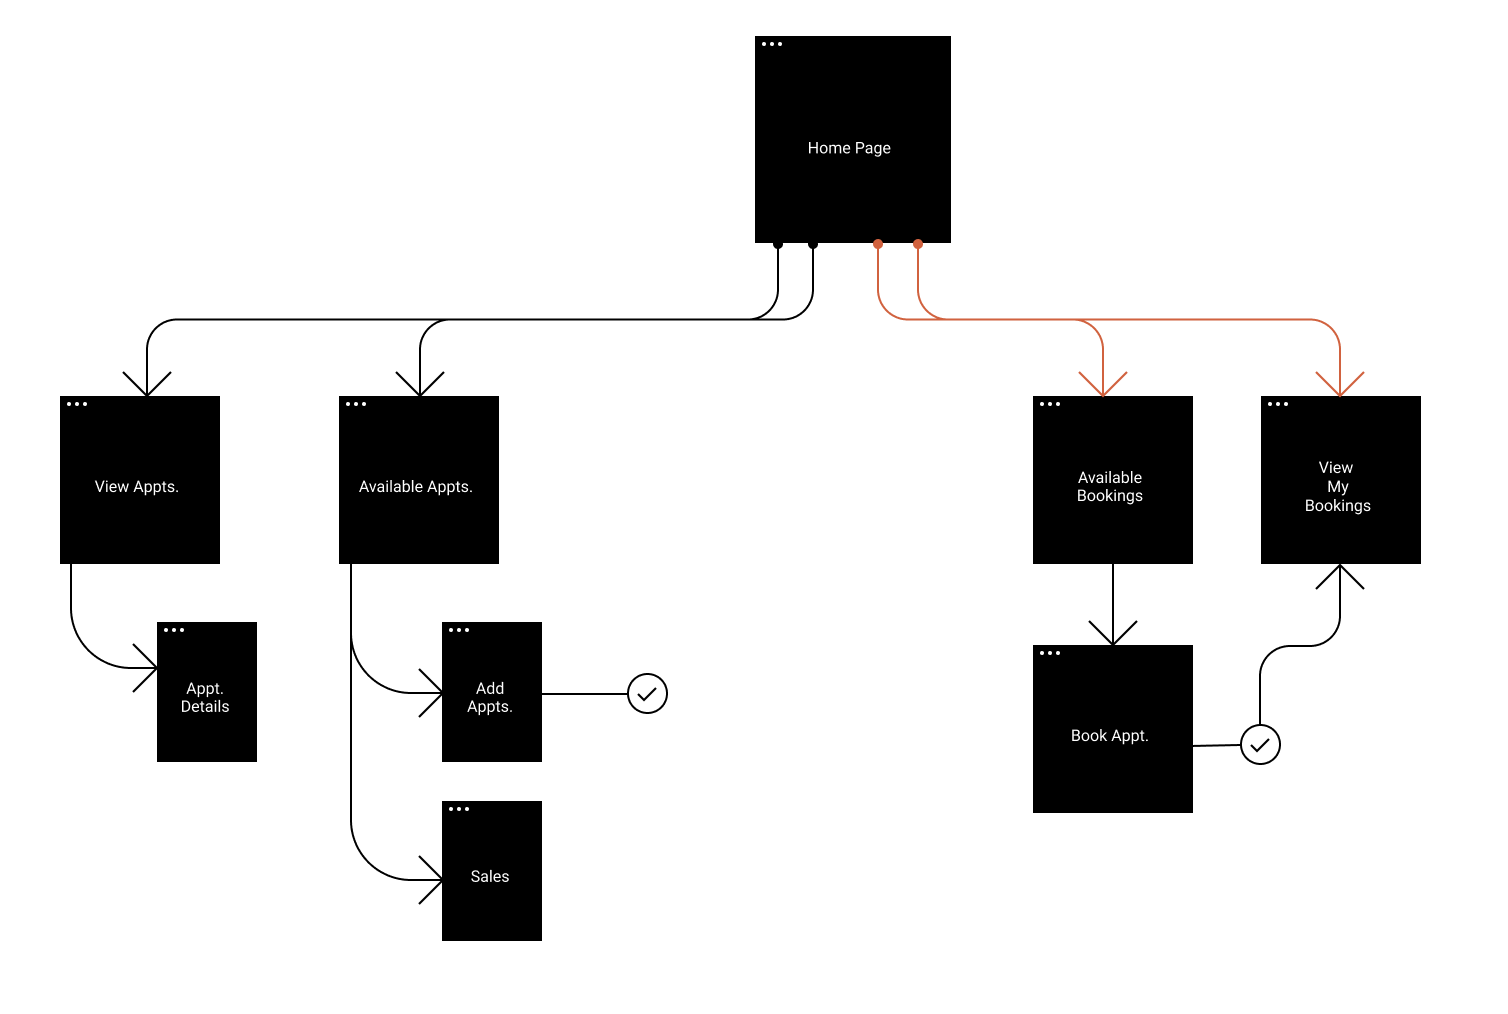 Home Page
View Appts.
Available Appts.
Available
Bookings
View
My
Bookings
Appt.
Details
Add
Appts.
Book Appt.
Sales